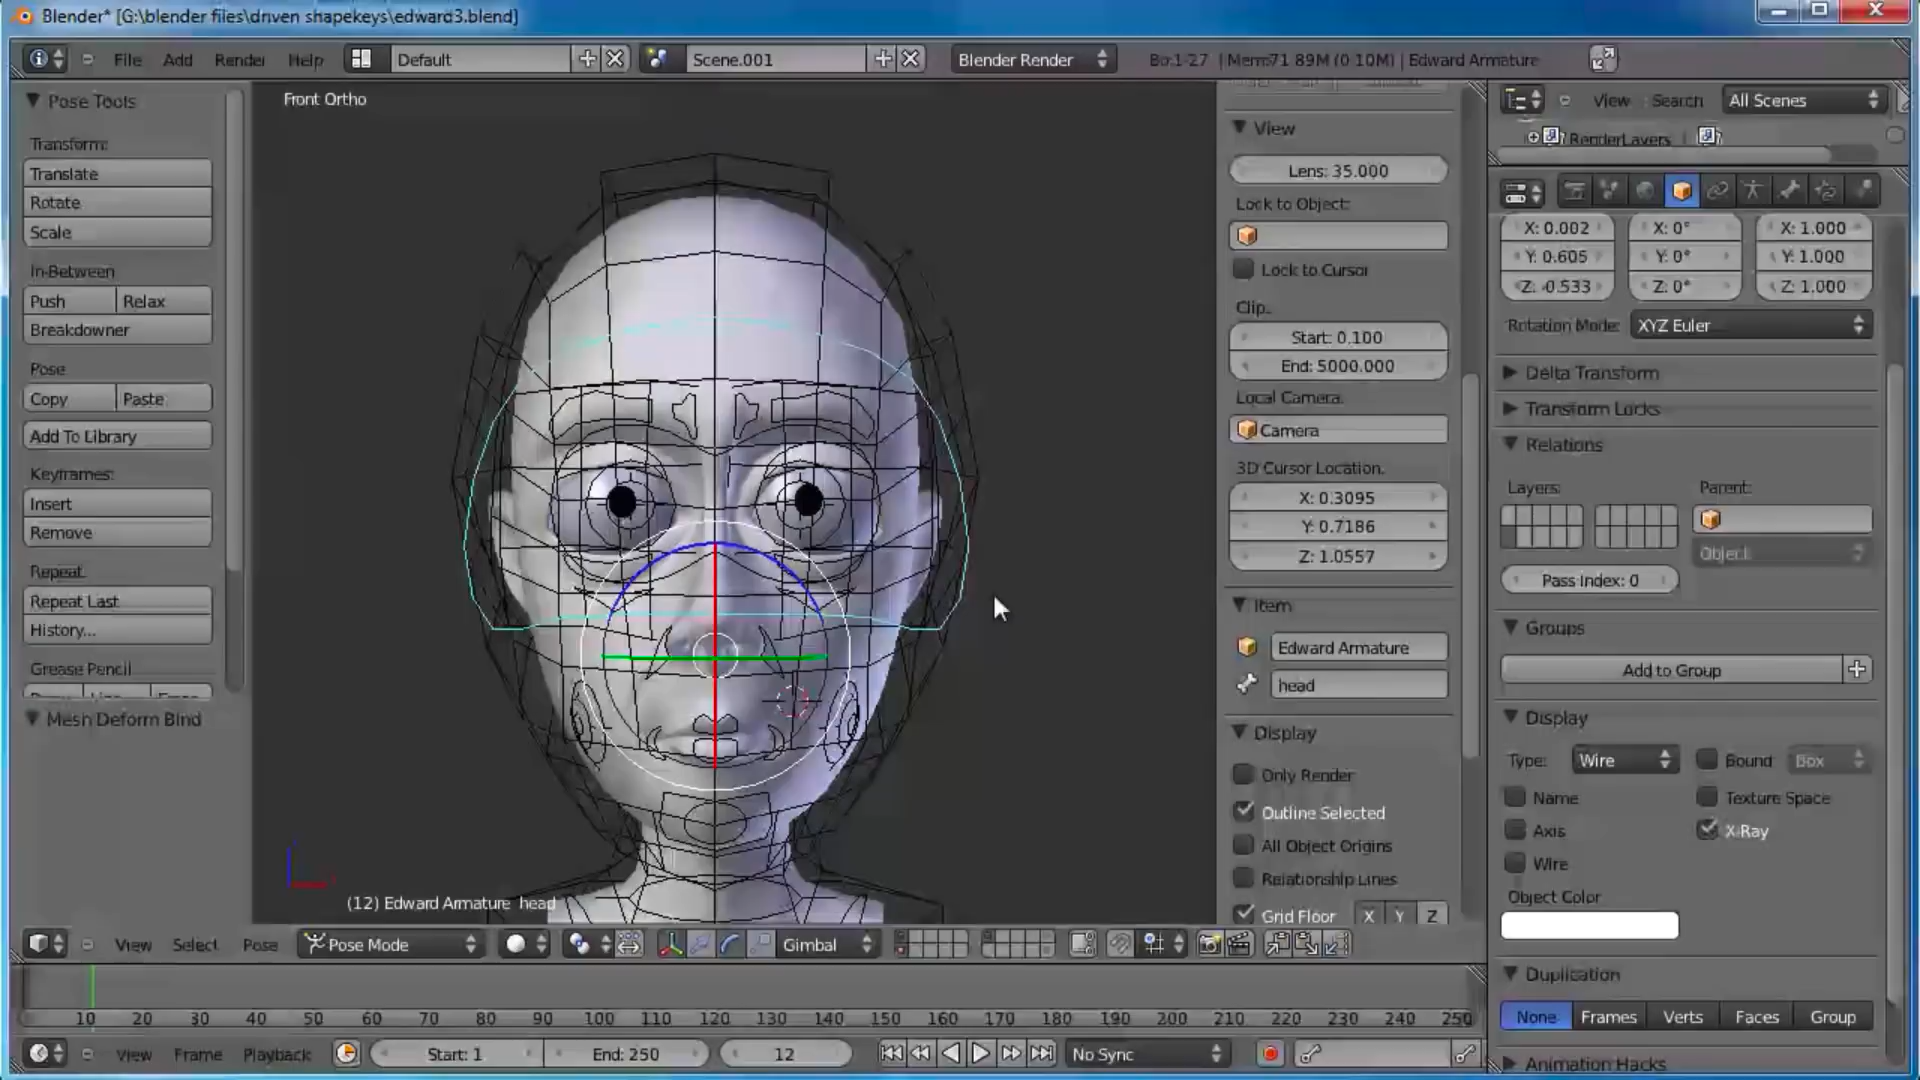 Blender* [G:\blender files\driven shapekeys\edward3.blend]
File Add Render Help Default Scene.001 Blender Render Bo:1-27 | Mem:71.89M (0.10M) | Edward Armature
Pose Tools
Transform:
Translate
Rotate
Scale
In-Between
Push Relax
Breakdowner
Pose
Copy Paste
Add To Library
Keyframes:
Insert
Remove
Repeat
Repeat Last
History...
Grease Pencil
Mesh Deform Bind
Front Ortho
(12) Edward Armature head
View
Lens: 35.000
Lock to Object:
Lock to Cursor
Clip:
Start: 0.100
End: 5000.000
Local Camera:
Camera
3D Cursor Location:
X: 0.3095
Y: 0.7186
Z: 1.0557
Item
Edward Armature
head
Display
Only Render
Outline Selected
All Object Origins
Relationship Lines
Grid Floor X Y Z
View Search All Scenes
RenderLayers
X: 0.002 X: 0° X: 1.000
Y: 0.605 Y: 0° Y: 1.000
Z: -0.533 Z: 0° Z: 1.000
Rotation Mode: XYZ Euler
Delta Transform
Transform Locks
Relations
Layers: Parent:
Object
Pass Index: 0
Groups
Add to Group
Display
Type: Wire Bound Box
Name Texture Space
Axis X-Ray
Wire
Object Color
Duplication
None Frames Verts Faces Group
Animation Hacks
View Select Pose Pose Mode Gimbal
10 20 30 40 50 60 70 80 90 100 110 120 130 140 150 160 170 180 190 200 210 220 230 240 250
View Frame Playback Start: 1 End: 250 12 No Sync